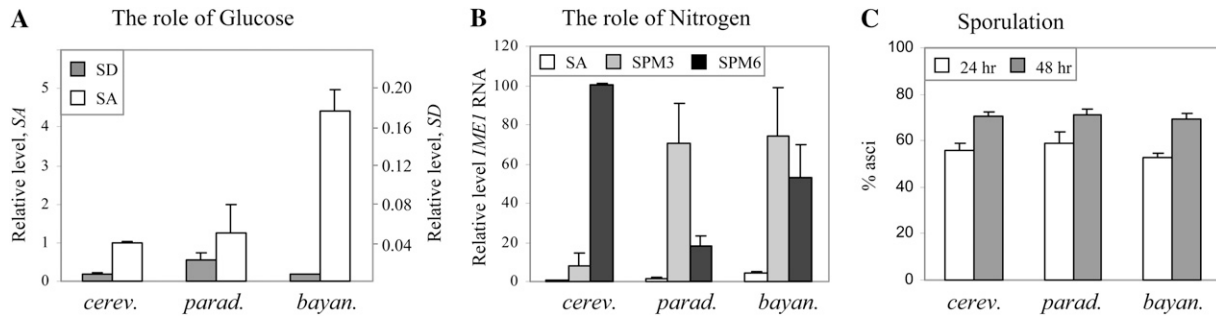 A
The role of Glucose
SD
SA
Relative level, SA
5
4
3
2
1
0
0.20
0.16
0.12
0.08
0.04
Relative level, SD
cerev. parad. bayan.
B
The role of Nitrogen
SA SPM3 SPM6
Relative level IME1 RNA
120
100
80
60
40
20
0
cerev. parad. bayan.
C
Sporulation
24 hr 48 hr
% asci
100
80
60
40
20
0
cerev. parad. bayan.